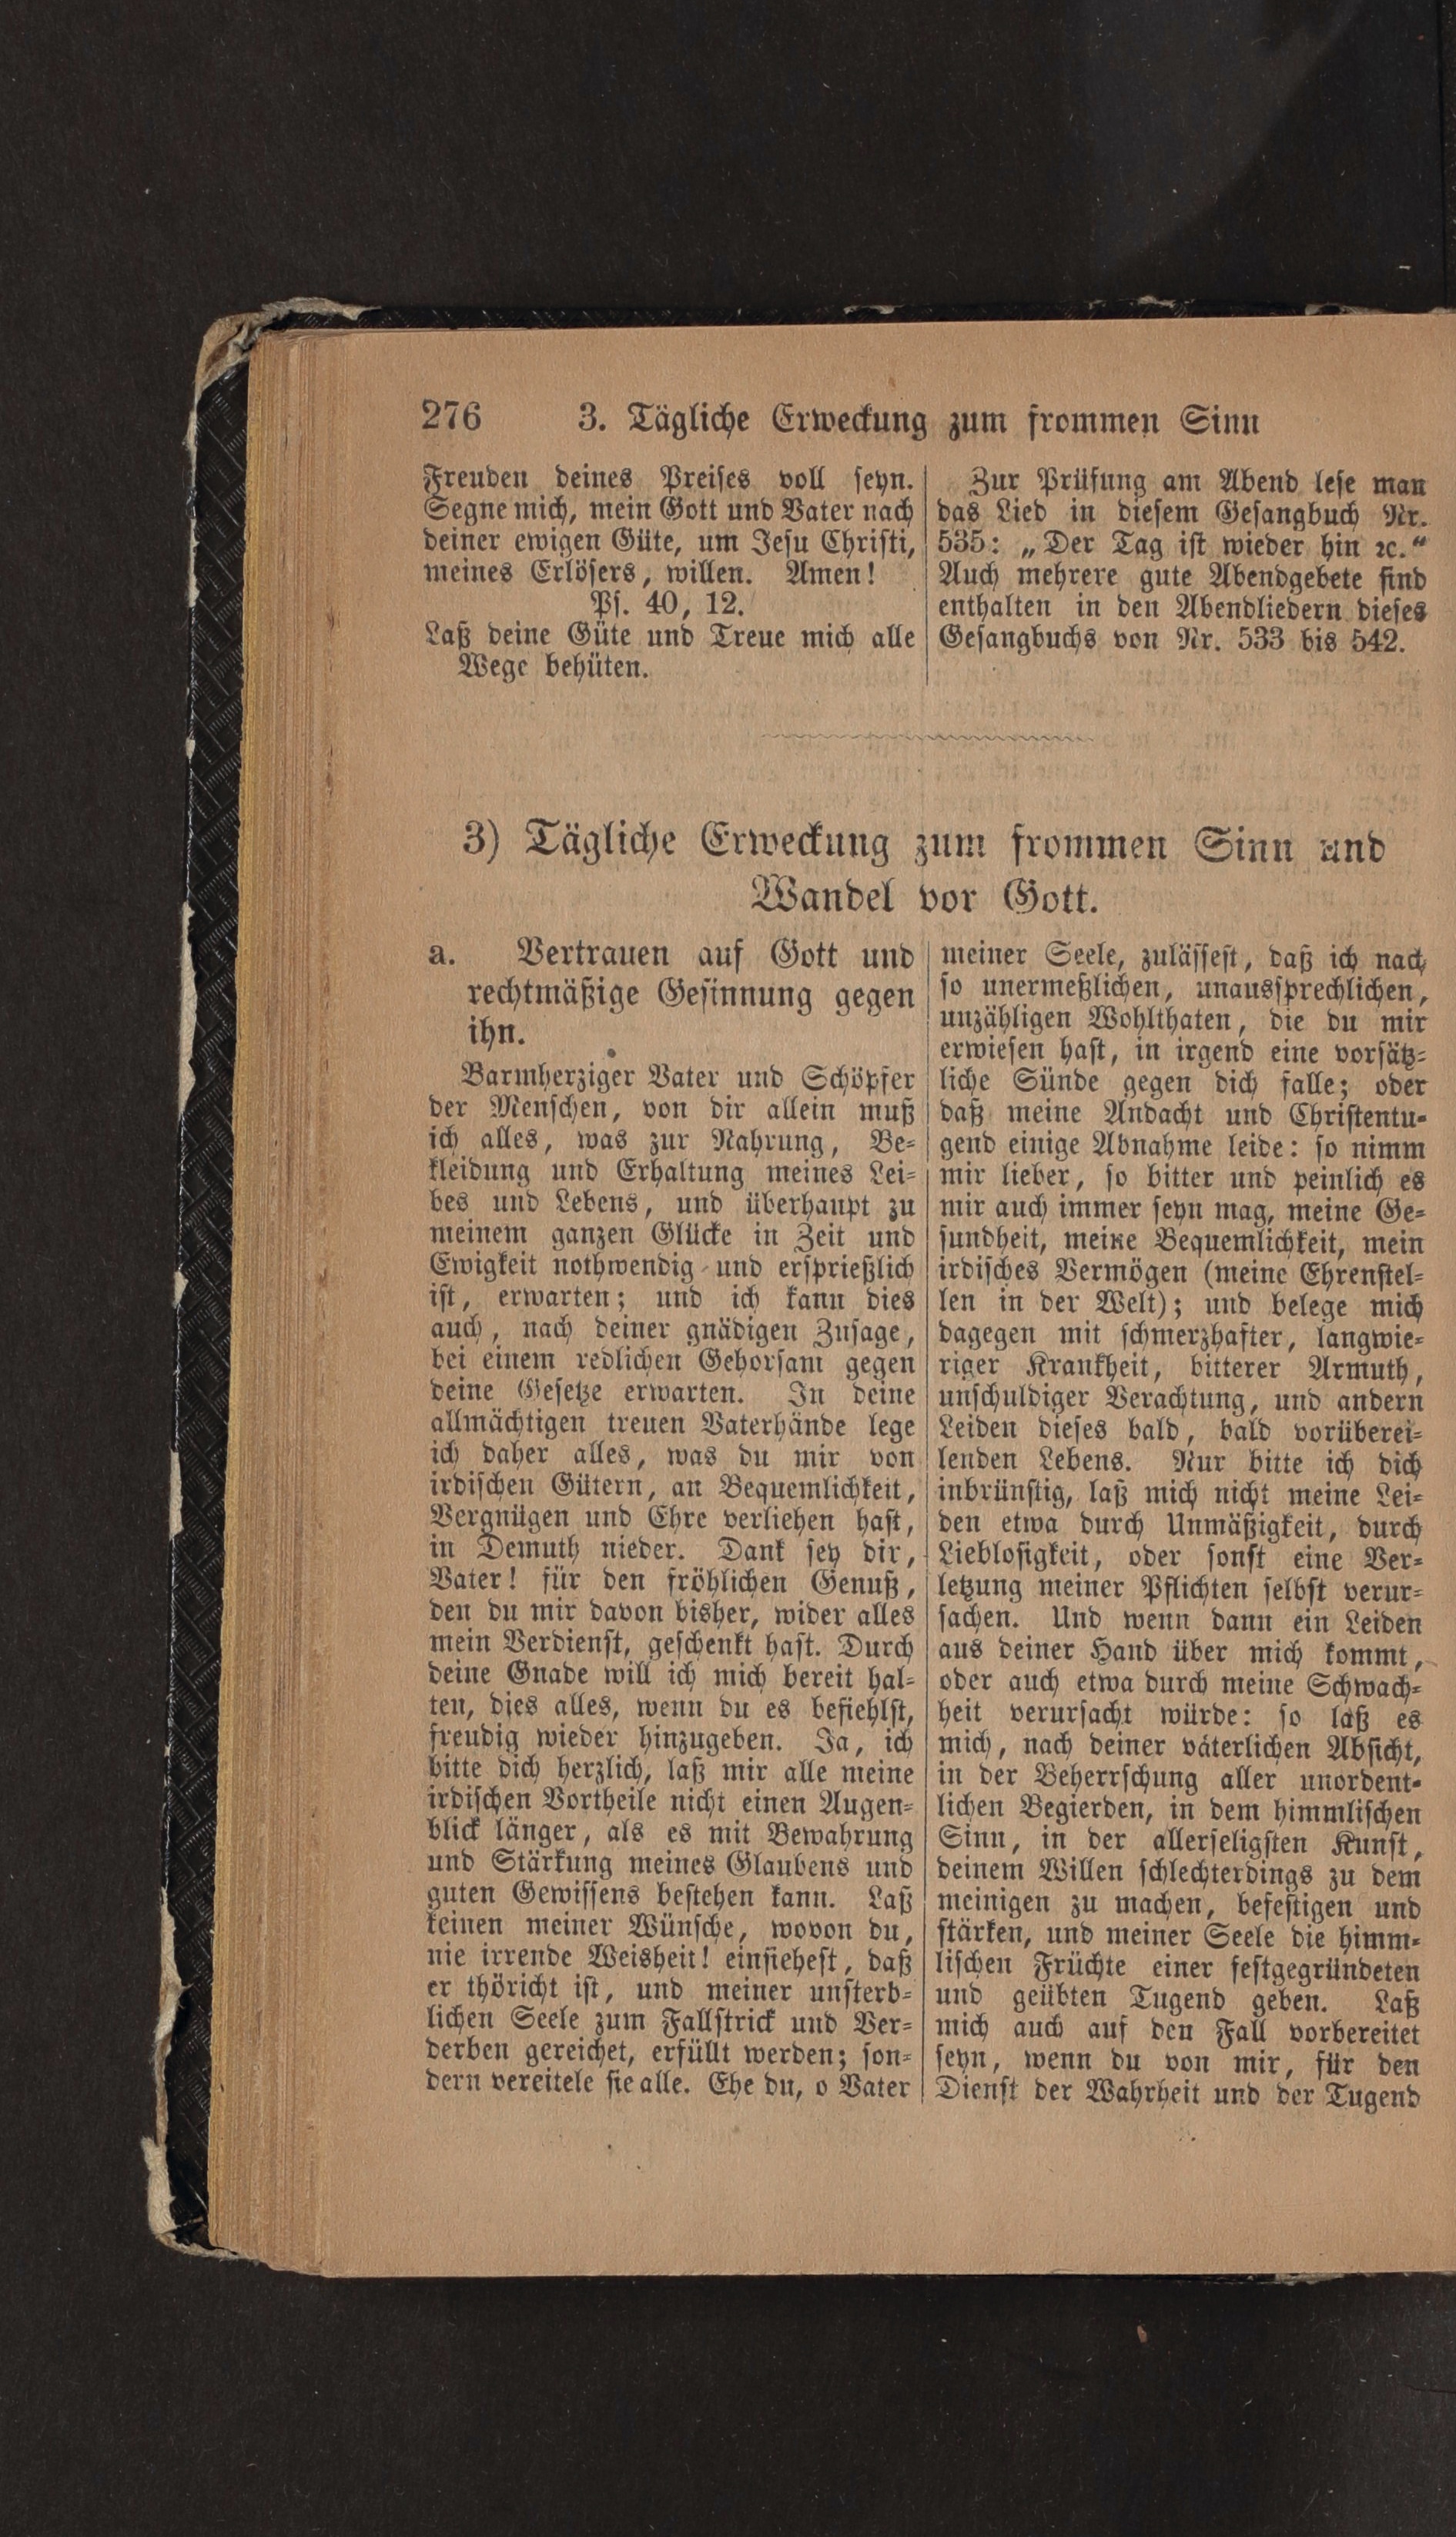 276 3. Tägliche Erweckung zum frommen Sinn
Freuden deines Preises voll seyn.
Segne mich, mein Gott und Vater nach
deiner ewigen Güte, um Jesu Christi,
meines Erlösers, willen. Amen!
Ps. 40, 12.
Laß deine Güte und Treue mich alle
Wege behüten.
Zur Prüfung am Abend lese man
das Lied in diesem Gesangbuch Nr.
535: „Der Tag ist wieder hin ꝛc.“
Auch mehrere gute Abendgebete sind
enthalten in den Abendliedern dieses
Gesangbuchs von Nr. 533 bis 542.
3) Tägliche Erweckung zum frommen Sinn und
Wandel vor Gott.
a. Vertrauen auf Gott und
rechtmäßige Gesinnung gegen
ihn.
Barmherziger Vater und Schöpfer
der Menschen, von dir allein muß
ich alles, was zur Nahrung, Be-
kleidung und Erhaltung meines Lei-
bes und Lebens, und überhaupt zu
meinem ganzen Glücke in Zeit und
Ewigkeit nothwendig und ersprießlich
ist, erwarten; und ich kann dies
auch, nach deiner gnädigen Zusage,
bei einem redlichen Gehorsam gegen
deine Gesetze erwarten. In deine
allmächtigen treuen Vaterhände lege
ich daher alles, was du mir von
irdischen Gütern, an Bequemlichkeit,
Vergnügen und Ehre verliehen hast,
in Demuth nieder. Dank sey dir,
Vater! für den fröhlichen Genuß,
den du mir davon bisher, wider alles
mein Verdienst, geschenkt hast. Durch
deine Gnade will ich mich bereit hal-
ten, dies alles, wenn du es befiehlst,
freudig wieder hinzugeben. Ja, ich
bitte dich herzlich, laß mir alle meine
irdischen Vortheile nicht einen Augen-
blick länger, als es mit Bewahrung
und Stärkung meines Glaubens und
guten Gewissens bestehen kann. Laß
keinen meiner Wünsche, wovon du,
nie irrende Weisheit! einsiehest, daß
er thöricht ist, und meiner unsterb-
lichen Seele zum Fallstrick und Ver-
derben gereichet, erfüllt werden; son-
dern vereitele sie alle. Ehe du, o Vater
meiner Seele, zulässest, daß ich nach
so unermeßlichen, unaussprechlichen,
unzähligen Wohlthaten, die du mir
erwiesen hast, in irgend eine vorsätz-
liche Sünde gegen dich falle; oder
daß meine Andacht und Christentu-
gend einige Abnahme leide: so nimm
mir lieber, so bitter und peinlich es
mir auch immer seyn mag, meine Ge-
sundheit, meine Bequemlichkeit, mein
irdisches Vermögen (meine Ehrenstel-
len in der Welt); und belege mich
dagegen mit schmerzhafter, langwie-
riger Krankheit, bitterer Armuth,
unschuldiger Verachtung, und andern
Leiden dieses bald, bald vorüberei-
lenden Lebens. Nur bitte ich dich
inbrünstig, laß mich nicht meine Lei-
den etwa durch Unmäßigkeit, durch
Lieblosigkeit, oder sonst eine Ver-
letzung meiner Pflichten selbst verur-
sachen. Und wenn dann ein Leiden
aus deiner Hand über mich kommt,
oder auch etwa durch meine Schwach-
heit verursacht würde: so laß es
mich, nach deiner väterlichen Absicht,
in der Beherrschung aller unordent-
lichen Begierden, in dem himmlischen
Sinn, in der allerseligsten Kunst,
deinem Willen schlechterdings zu dem
meinigen zu machen, befestigen und
stärken, und meiner Seele die himm-
lischen Früchte einer festgegründeten
und geübten Tugend geben. Laß
mich auch auf den Fall vorbereitet
seyn, wenn du von mir, für den
Dienst der Wahrheit und der Tugend